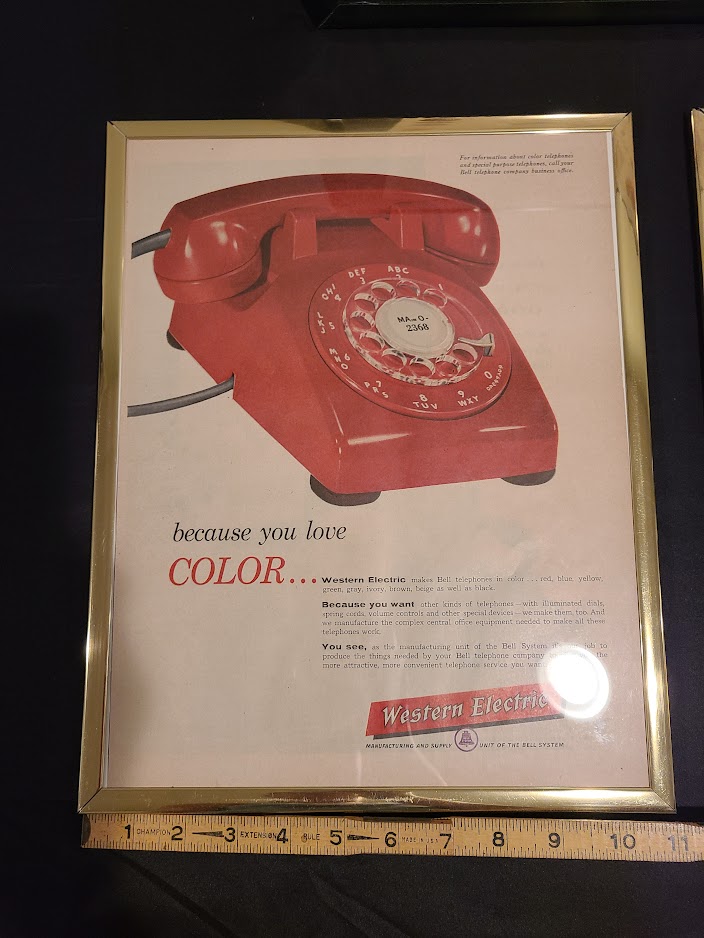 For information about color telephones
and special purpose telephones, call your
Bell telephone company business office.
ABC
2
DEF
3
1
GHI
4
JKL
5
MNO
6
PRS
7
TUV
8
WXY
9
OPERATOR
0
MAIN 0-
2368
because you love
COLOR...
Western Electric makes Bell telephones in color . . . red, blue, yellow,
green, gray, ivory, brown, beige as well as black.
Because you want other kinds of telephones—with illuminated dials,
spring cords, volume controls and other special devices—we make them, too. And
we manufacture the complex central office equipment needed to make all these
telephones work.
You see, as the manufacturing unit of the Bell System, job to
produce the things needed by your Bell telephone company the
more attractive, more convenient telephone service you want
Western Electric
MANUFACTURING AND SUPPLY UNIT OF THE BELL SYSTEM
1 CHAMPION 2 3 EXTENSION 4 RULE 5 6 MADE IN U.S.A. 7 8 9 10 11